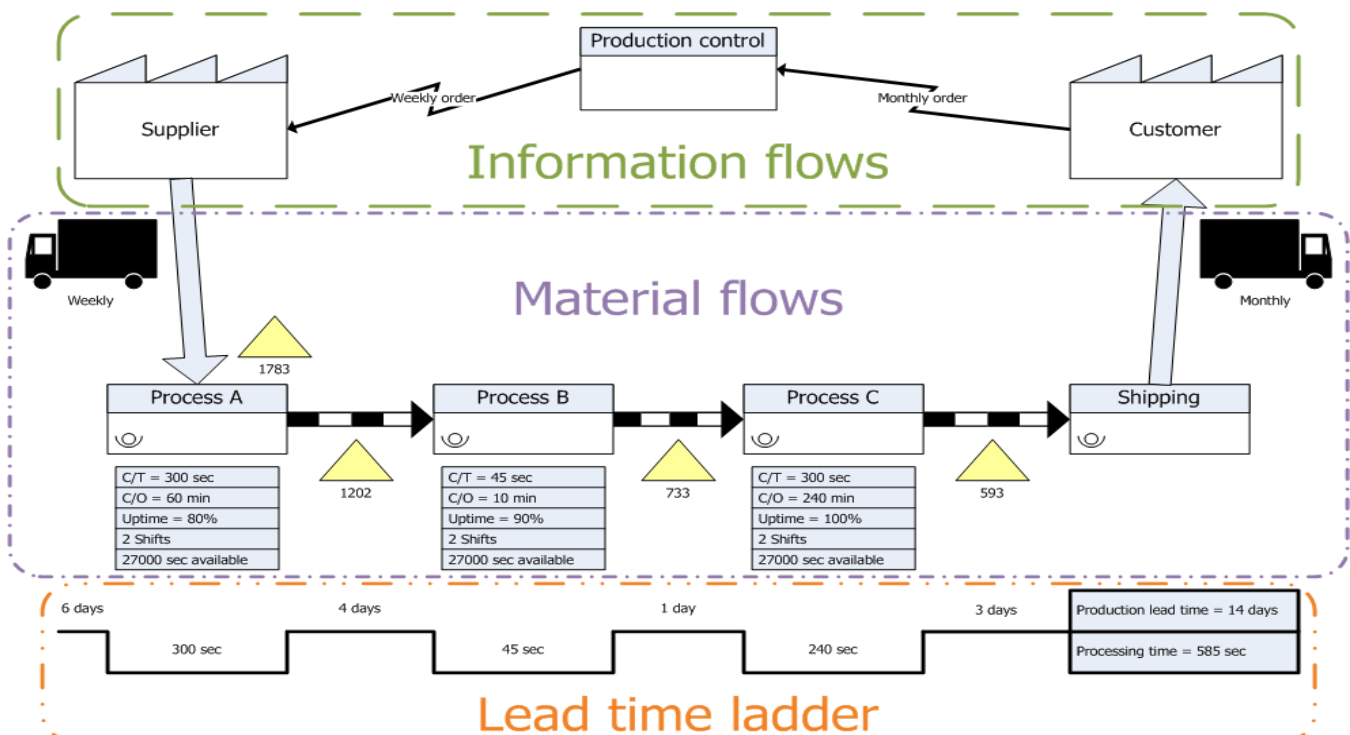 Production control
Weekly order
Monthly order
Supplier
Customer
Information flows
Weekly
Material flows
Monthly
1783
Process A
Process B
Process C
Shipping
1202
733
593
C/T = 300 sec
C/O = 60 min
Uptime = 80%
2 Shifts
27000 sec available
C/T = 45 sec
C/O = 10 min
Uptime = 90%
2 Shifts
27000 sec available
C/T = 300 sec
C/O = 240 min
Uptime = 100%
2 Shifts
27000 sec available
6 days
4 days
1 day
3 days
Production lead time = 14 days
300 sec
45 sec
240 sec
Processing time = 585 sec
Lead time ladder